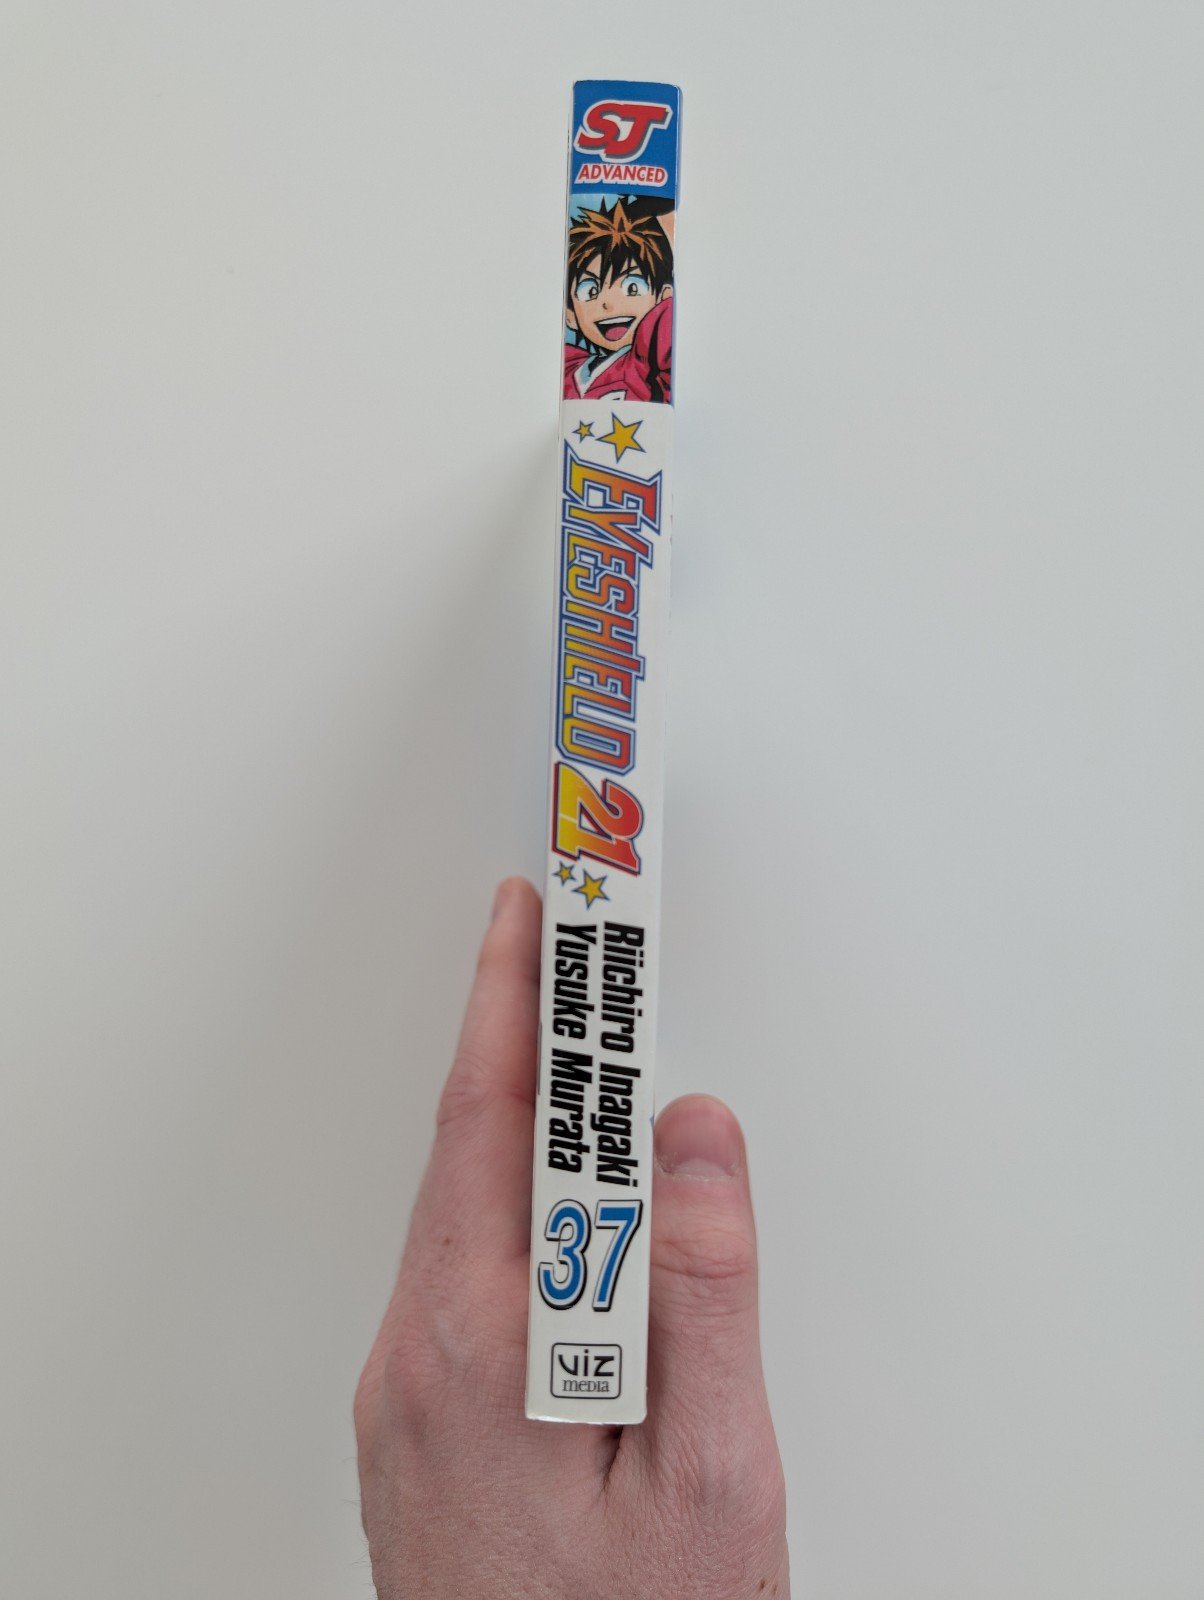 SJ
ADVANCED
EYESHIELD 21
Riichiro Inagaki
Yusuke Murata
37
VIZ
MEDIA